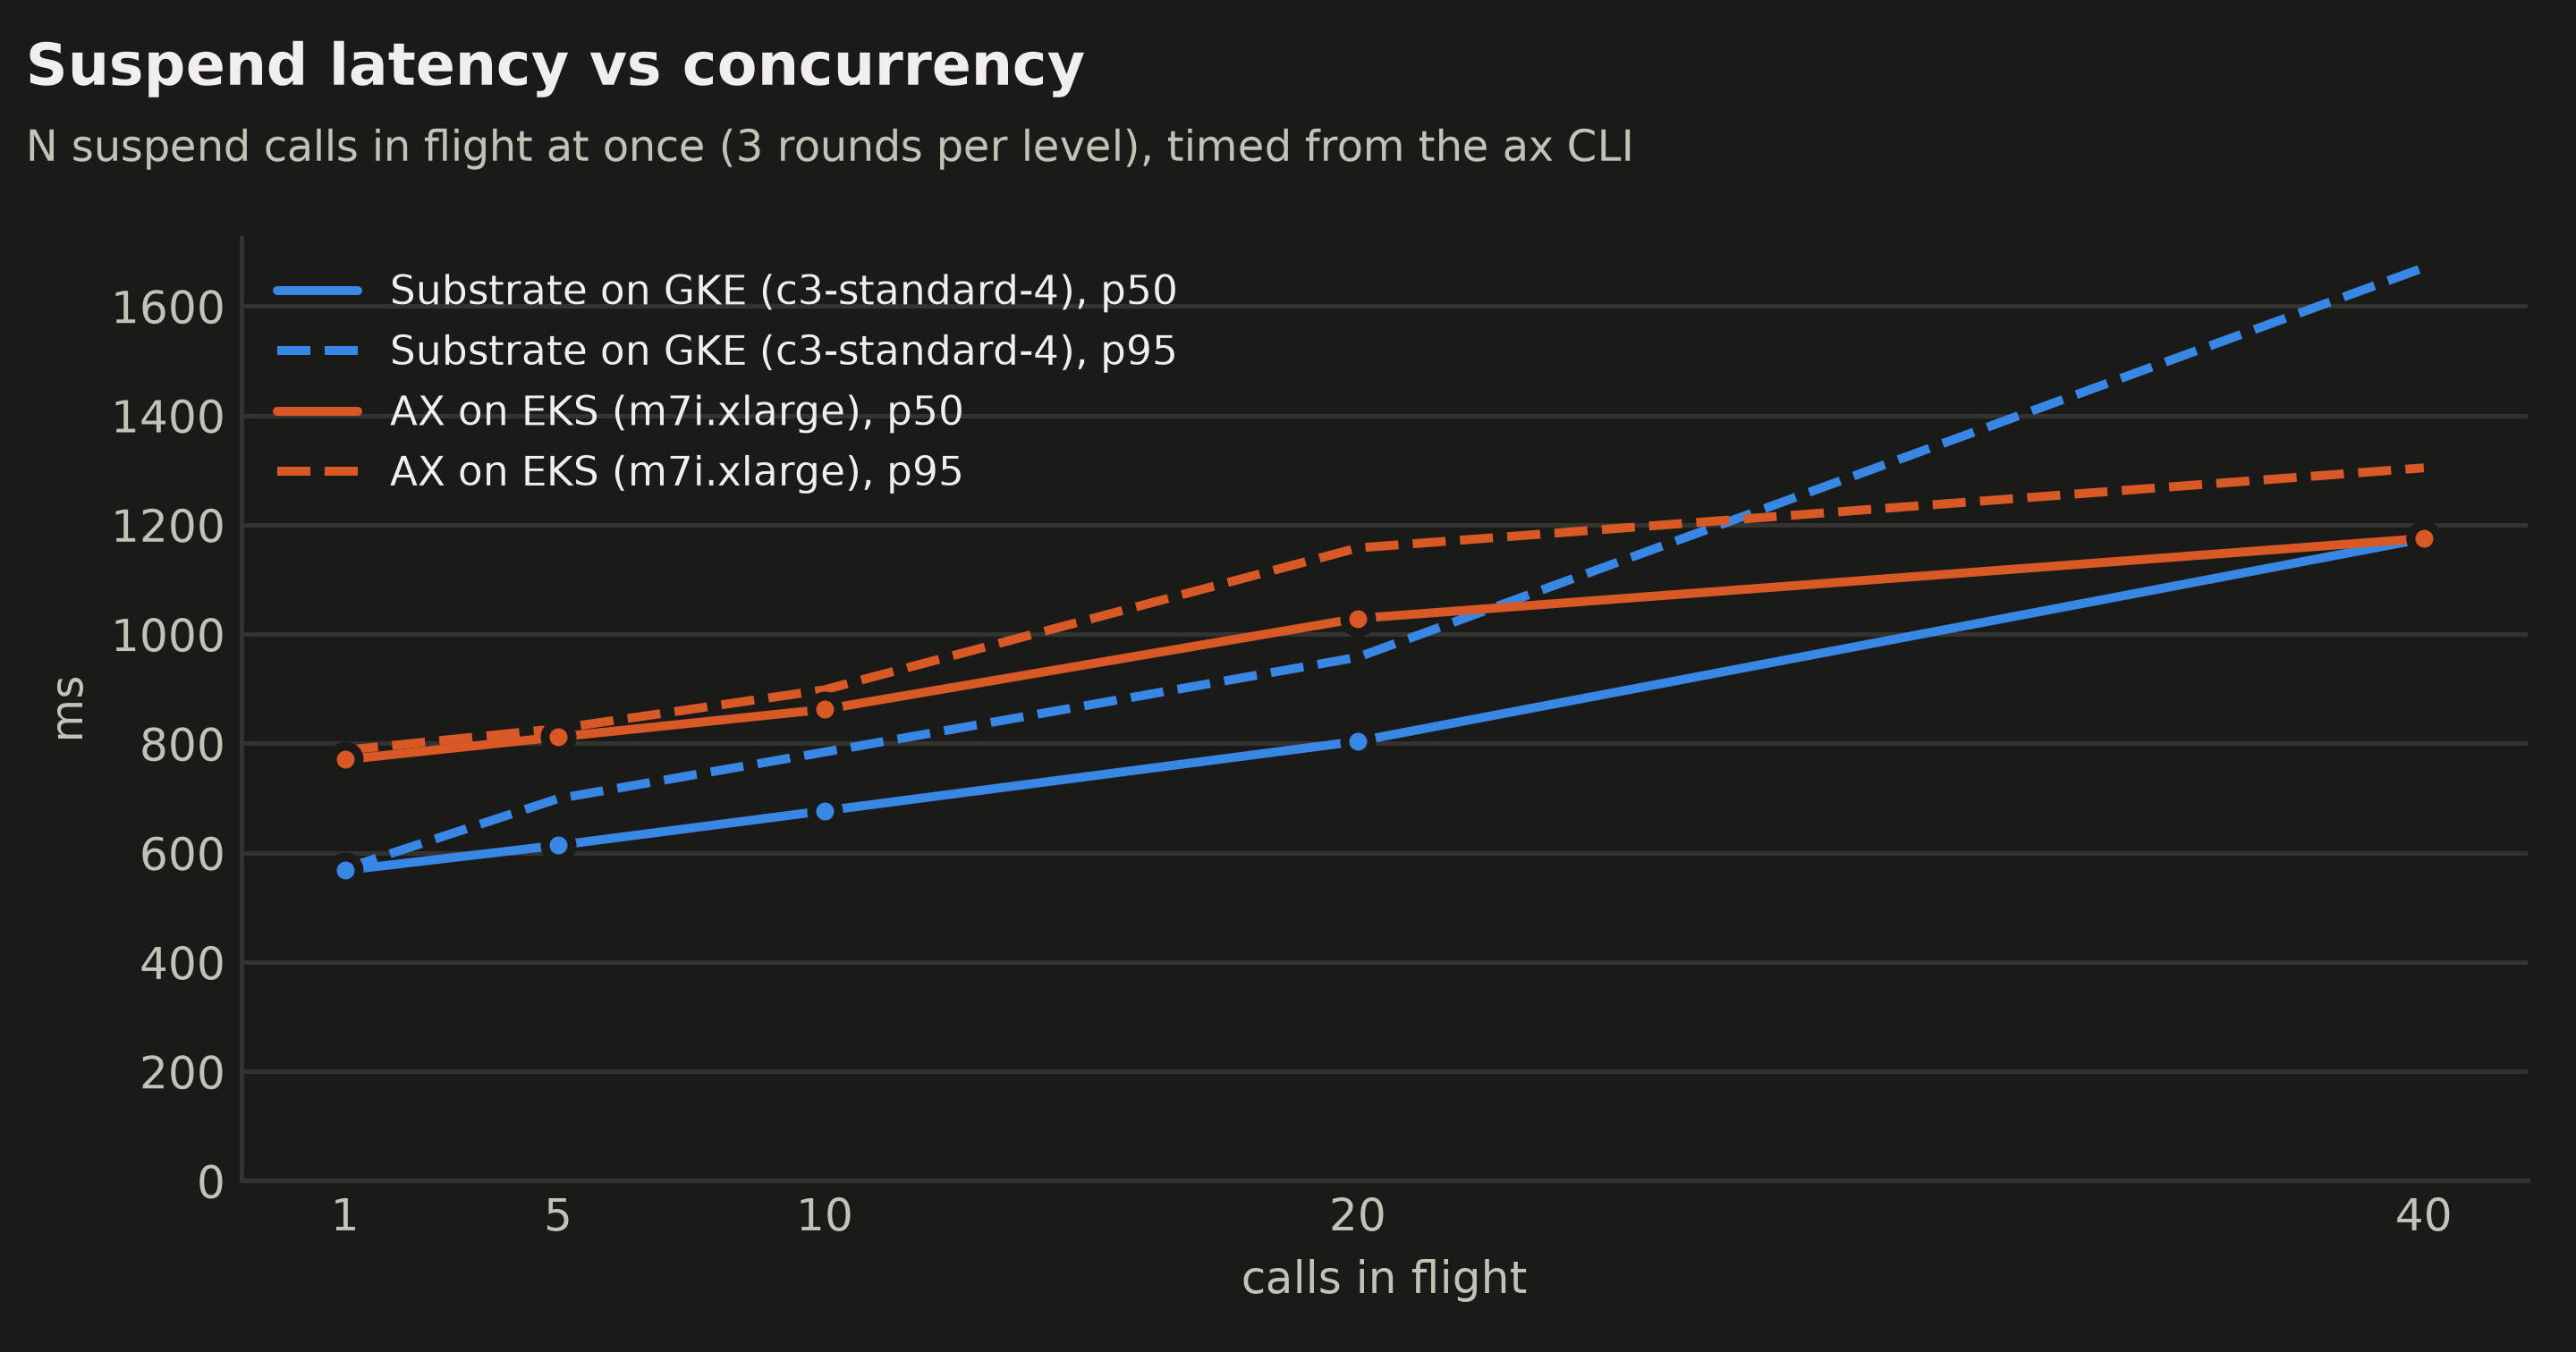 Suspend latency vs concurrency
N suspend calls in flight at once (3 rounds per level), timed from the ax CLI
Substrate on GKE (c3-standard-4), p50
Substrate on GKE (c3-standard-4), p95
AX on EKS (m7i.xlarge), p50
AX on EKS (m7i.xlarge), p95
ms
1600
1400
1200
1000
800
600
400
200
0
1 5 10 20 40
calls in flight